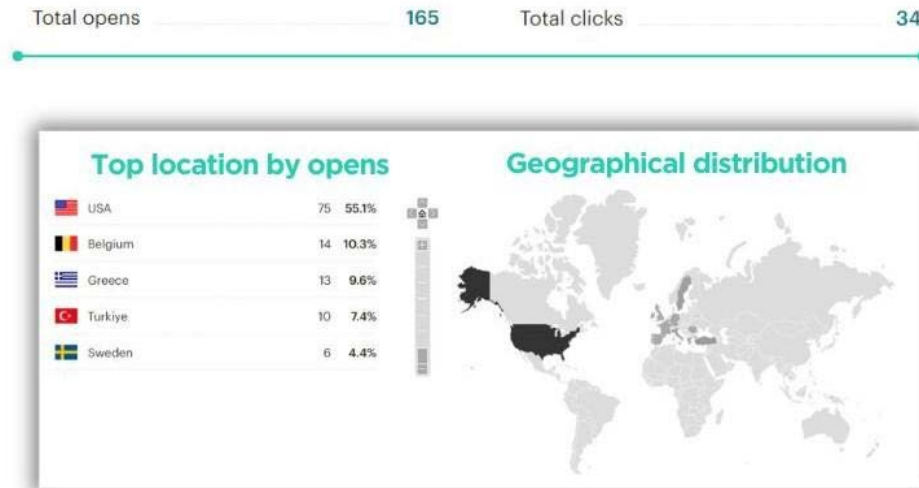 Total opens 165 Total clicks 34
Top location by opens Geographical distribution
USA 75 55.1%
Belgium 14 10.3%
Greece 13 9.6%
Turkiye 10 7.4%
Sweden 6 4.4%